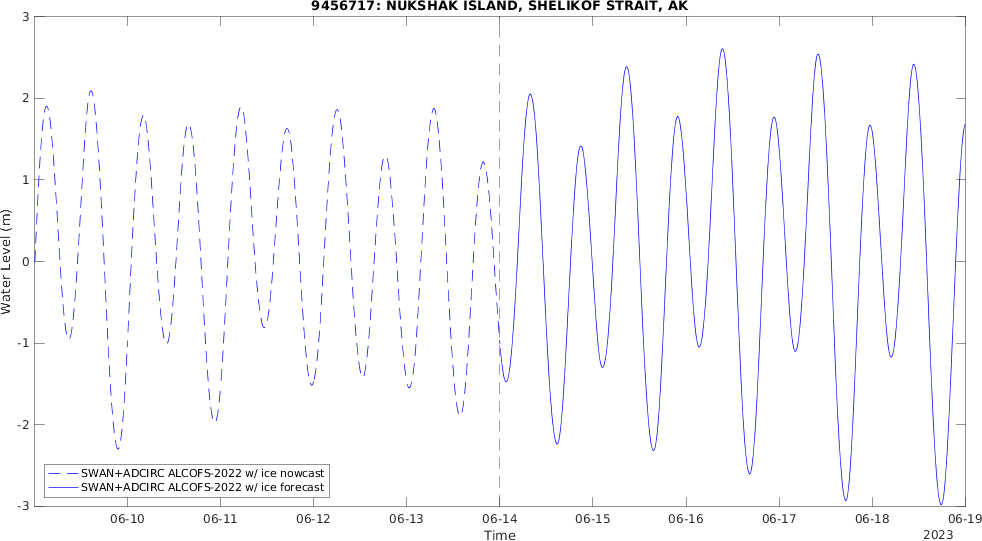 9456717: NUKSHAK ISLAND, SHELIKOF STRAIT, AK
3
2
1
0
-1
-2
-3
Water Level (m)
SWAN+ADCIRC ALCOFS-2022 w/ ice nowcast
SWAN+ADCIRC ALCOFS-2022 w/ ice forecast
06-10 06-11 06-12 06-13 06-14 06-15 06-16 06-17 06-18 06-19
Time
2023